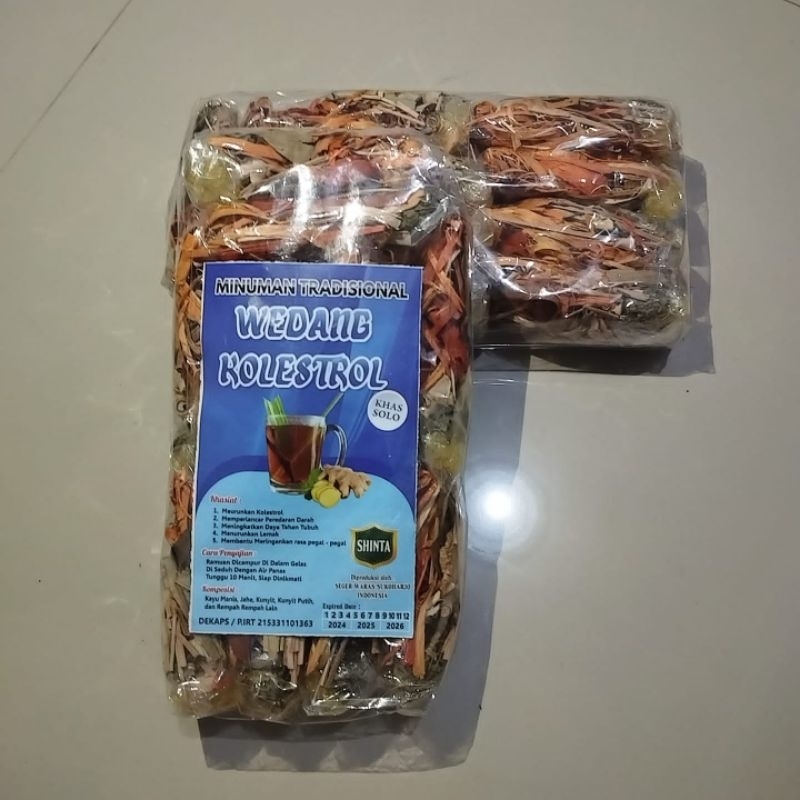 MINUMAN TRADISIONAL
WEDANG
KOLESTROL
KHAS
SOLO
Khasiat :
1. Meurunkan Kolestrol
2. Memperlancar Peredaran Darah
3. Meningkatkan Daya Tahan Tubuh
4. Manurunkan Lemak
5. Membentu Meringankan rasa pegal - pegal
Cara Penyajian
Ramuan Dicampur Di Dalam Gelas
Di Seduh Dengan Air Panas
Tunggu 10 Menit, Siap Dinikmati
Komposisi
Kayu Manis, Jahe, Kunyit, Kunyit Putih,
dan Rempah Rempah Lain
DEKAPS / P.IRT 215331101363
SHINTA
Diproduksi oleh
SEGER WARAS SUKOHARJO
INDONESIA
Expired Date :
1 2 3 4 5 6 7 8 9 10 11 12
2024 2025 2026